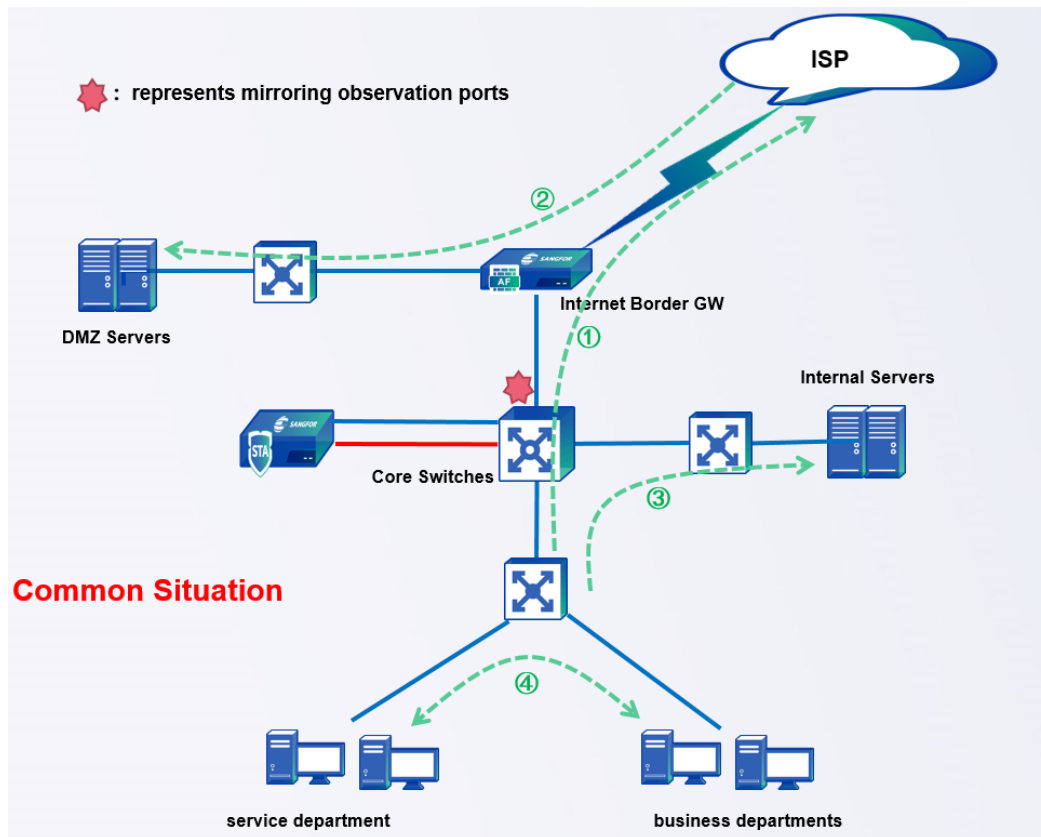 ISP
: represents mirroring observation ports
②
SANGFOR
AF
DMZ Servers
Internet Border GW
①
Internal Servers
SANGFOR
STA
Core Switches
③
Common Situation
④
service department
business departments